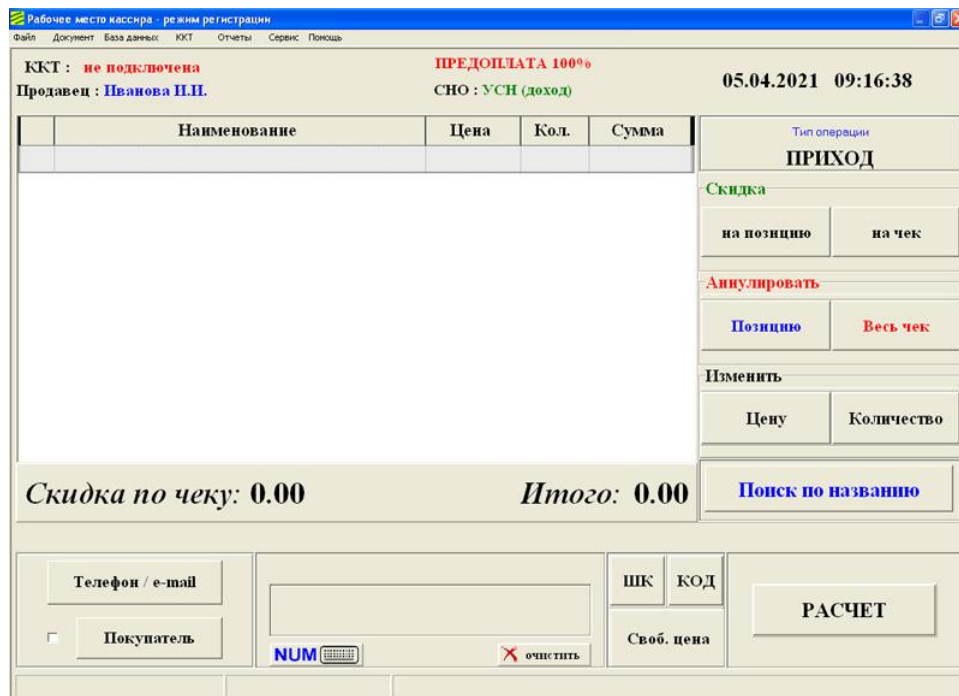 Рабочее место кассира - режим регистрации
Файл Документ База данных ККТ Отчеты Сервис Помощь
ККТ : не подключена
ПРЕДОПЛАТА 100%
05.04.2021 09:16:38
Продавец : Иванова И.И.
СНО : УСН (доход)
Наименование Цена Кол. Сумма
Тип операции
ПРИХОД
Скидка
на позицию на чек
Аннулировать
Позицию Весь чек
Изменить
Цену Количество
Скидка по чеку: 0.00 Итого: 0.00
Поиск по названию
Телефон / e-mail
ШК КОД
РАСЧЕТ
Покупатель
Своб. цена
NUM
очистить